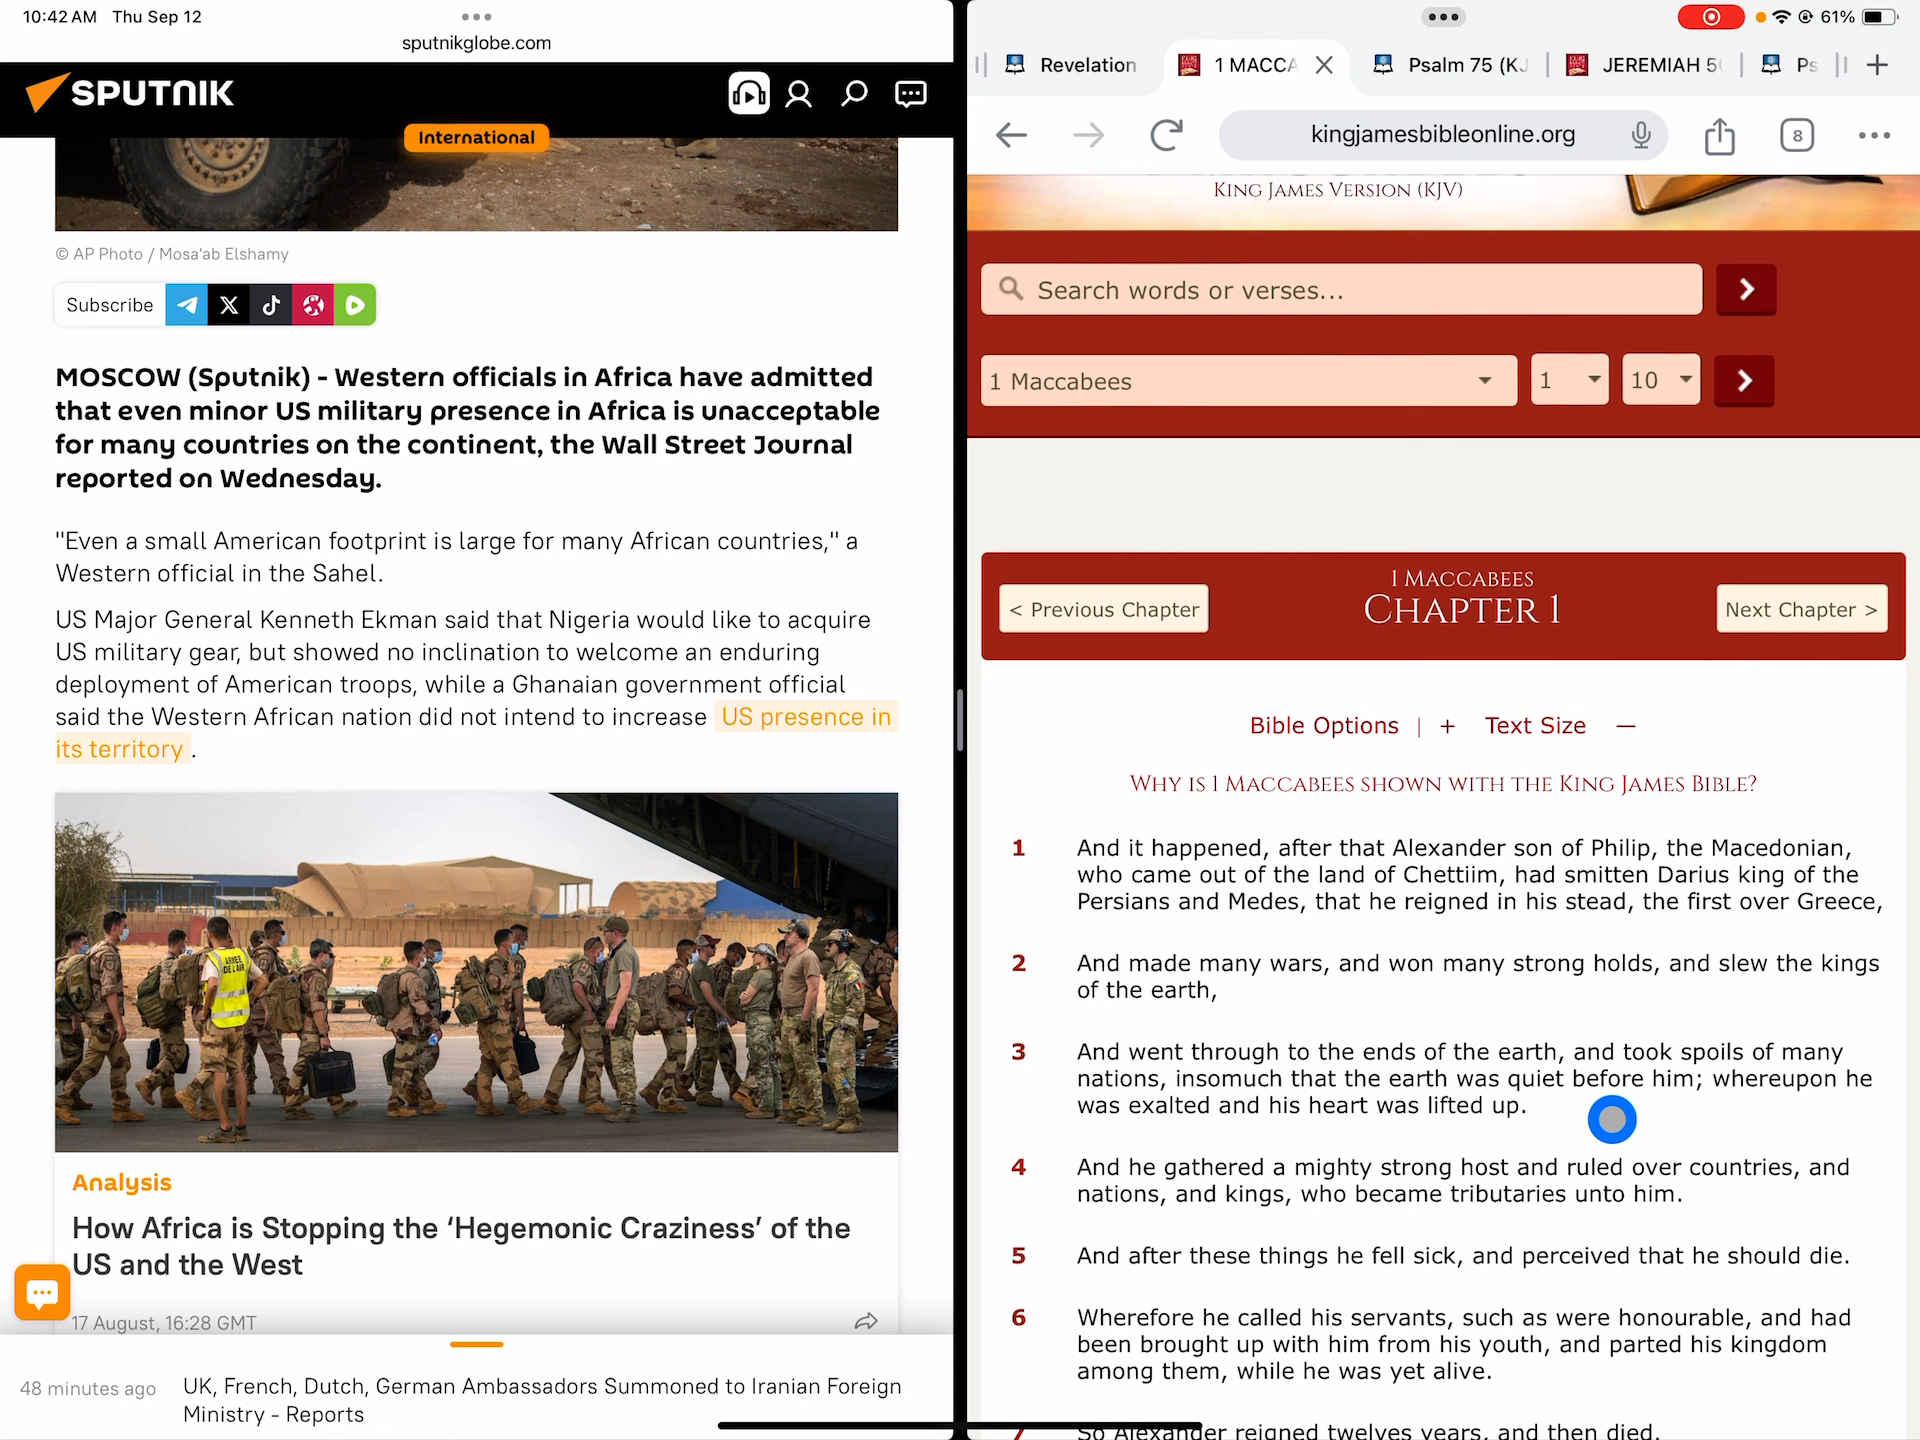 10:42 AM Thu Sep 12
sputnikglobe.com
SPUTNIK
International
© AP Photo / Mosa'ab Elshamy
Subscribe
MOSCOW (Sputnik) - Western officials in Africa have admitted
that even minor US military presence in Africa is unacceptable
for many countries on the continent, the Wall Street Journal
reported on Wednesday.
"Even a small American footprint is large for many African countries," a
Western official in the Sahel.
US Major General Kenneth Ekman said that Nigeria would like to acquire
US military gear, but showed no inclination to welcome an enduring
deployment of American troops, while a Ghanaian government official
said the Western African nation did not intend to increase US presence in
its territory .
ARMEE
DE L'AIR
Analysis
How Africa is Stopping the ‘Hegemonic Craziness’ of the
US and the West
17 August, 16:28 GMT
48 minutes ago
UK, French, Dutch, German Ambassadors Summoned to Iranian Foreign
Ministry - Reports
61%
Revelation
1 MACCA
Psalm 75 (KJ
JEREMIAH 5
Ps
kingjamesbibleonline.org
8
King James Version (KJV)
Search words or verses...
1 Maccabees
1
10
< Previous Chapter
1 Maccabees
Chapter 1
Next Chapter >
Bible Options | + Text Size —
Why is 1 Maccabees shown with the King James Bible?
1 And it happened, after that Alexander son of Philip, the Macedonian,
who came out of the land of Chettiim, had smitten Darius king of the
Persians and Medes, that he reigned in his stead, the first over Greece,
2 And made many wars, and won many strong holds, and slew the kings
of the earth,
3 And went through to the ends of the earth, and took spoils of many
nations, insomuch that the earth was quiet before him; whereupon he
was exalted and his heart was lifted up.
4 And he gathered a mighty strong host and ruled over countries, and
nations, and kings, who became tributaries unto him.
5 And after these things he fell sick, and perceived that he should die.
6 Wherefore he called his servants, such as were honourable, and had
been brought up with him from his youth, and parted his kingdom
among them, while he was yet alive.
7 So Alexander reigned twelves years, and then died.